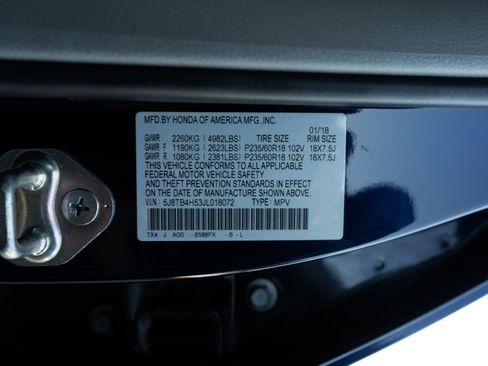 MFD.BY HONDA OF AMERICA MFG.,INC. 01/18
GVWR 2260KG ( 4982LBS) TIRE SIZE RIM SIZE
GAWR F 1190KG ( 2623LBS) P235/60R18 102V 18X7.5J
GAWR R 1080KG ( 2381LBS) P235/60R18 102V 18X7.5J
THIS VEHICLE CONFORMS TO ALL APPLICABLE
FEDERAL MOTOR VEHICLE SAFETY
AND THEFT PREVENTION STANDARDS IN EFFECT
ON THE DATE OF MANUFACTURE SHOWN ABOVE.
V.I.N.: 5J8TB4H53JL018072 TYPE: MPV
TX4 J AG5 - B588PX - B - L